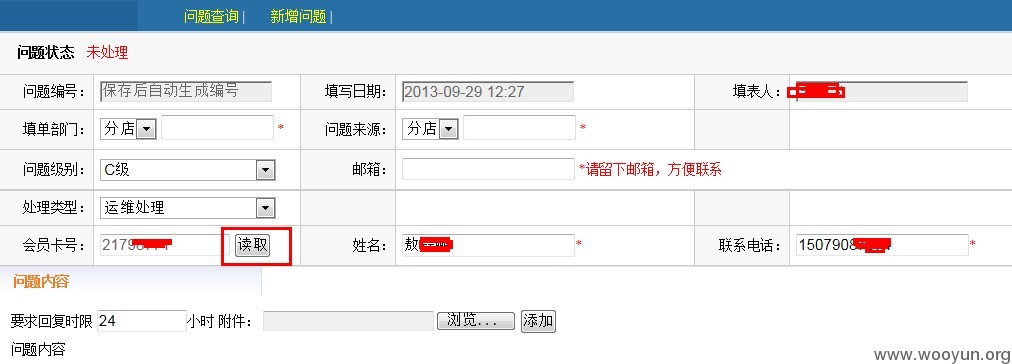 问题查询 | 新增问题 |
问题状态 未处理
问题编号： 保存后自动生成编号 填写日期： 2013-09-29 12:27 填表人：
填单部门： 分店 * 问题来源： 分店 *
问题级别： C级 邮箱： *请留下邮箱，方便联系
处理类型： 运维处理
会员卡号： 2179 读取 姓名： 敖 * 联系电话： 1507908 *
问题内容
要求回复时限 24 小时 附件： 浏览... 添加
问题内容
www.wooyun.org